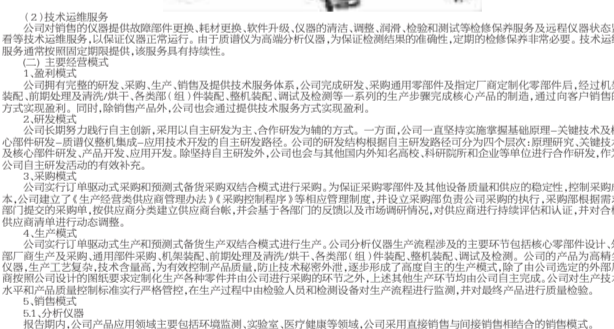 （2）技术运维服务
公司对销售的仪器提供故障部件更换、耗材更换、软件升级、仪器的清洁、调整、润滑、检验和测试等检修保养服务及远程仪器状态
看等技术运维服务，以保证仪器正常运行。由于质谱仪为高端分析仪器，为保证检测结果的准确性，定期的检修保养非常必要。技术运
服务通常按照固定期限提供，该服务具有持续性。
（二）主要经营模式
1、盈利模式
公司拥有完整的研发、采购、生产、销售及提供技术服务体系，公司完成研发、采购通用零部件及指定厂商定制化零部件后，经过机
装配、前期处理及清洗/烘干、各类部（组）件装配、整机装配、调试及检测等一系列的生产步骤完成核心产品的制造，通过向客户销售
方式实现盈利。同时，除销售产品外，公司也会通过提供技术服务方式实现盈利。
2、研发模式
公司长期努力践行自主创新，采用以自主研发为主、合作研发为辅的方式。一方面，公司一直坚持实施掌握基础原理-关键技术及
心部件研发-质谱仪整机集成-应用技术开发的自主研发路径。公司的研发结构根据自主研发路径可分为四个层次：原理研究、关键技
及核心部件研发、产品开发、应用开发。除坚持自主研发外，公司也会与其他国内外知名高校、科研院所和企业等单位进行合作研发，作
公司自主研发活动的有效补充。
3、采购模式
公司实行订单驱动式采购和预测式备货采购双结合模式进行采购。为保证采购零部件及其他设备质量和供应的稳定性，控制采购
本，公司建立了《生产经营类供应商管理办法》《采购控制程序》等相应管理制度，并设立采购部负责公司采购的执行，采购部根据需
部门提交的采购单，按供应商分类建立供应商台帐，并会基于各部门的反馈以及市场调研情况，对供应商进行持续评估和认证，并对合
供应商清单进行动态调整。
4、生产模式
公司实行订单驱动式生产和预测式备货生产双结合模式进行生产。公司分析仪器生产流程涉及的主要环节包括核心零部件设计、
部厂商生产及采购、通用部件采购、机架装配、前期处理及清洗/烘干、各类部（组）件装配、整机装配、调试及检测。公司的产品为高精
仪器，生产工艺复杂，技术含量高，为有效控制产品质量，防止技术秘密外泄，逐步形成了高度自主的生产模式，除了由公司选定的外部
商按照公司设计的图纸要求定制化生产各种零件并由公司进行采购的环节之外，上述其他生产环节均由公司自主完成。公司对生产技
水平和产品质量控制标准实行严格管控，在生产过程中由检验人员和检测设备对生产流程进行监测，并对最终产品进行质量检验。
5、销售模式
5.1、分析仪器
报告期内，公司产品应用领域主要包括环境监测、实验室、医疗健康等领域，公司采用直接销售与间接销售相结合的销售模式。